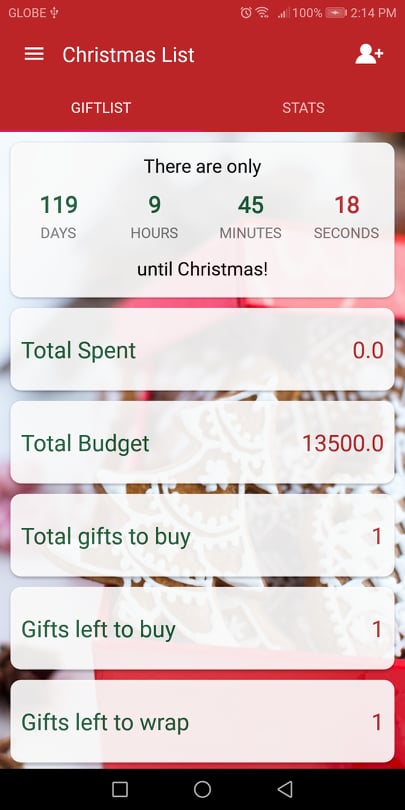 GLOBE 100% 2:14 PM
Christmas List
GIFTLIST STATS
There are only
119 9 45 18
DAYS HOURS MINUTES SECONDS
until Christmas!
Total Spent 0.0
Total Budget 13500.0
Total gifts to buy 1
Gifts left to buy 1
Gifts left to wrap 1